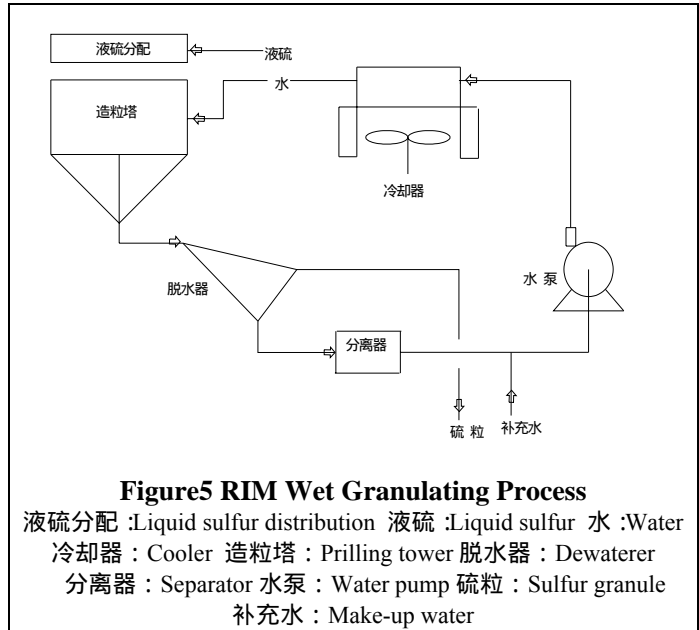 液硫分配
液硫
造粒塔
水
冷却器
脱水器
水 泵
分离器
硫 粒
补充水
Figure5 RIM Wet Granulating Process
液硫分配 :Liquid sulfur distribution 液硫 :Liquid sulfur 水 :Water
冷却器 : Cooler 造粒塔 : Prilling tower 脱水器 : Dewaterer
分离器 : Separator 水泵 : Water pump 硫粒 : Sulfur granule
补充水 : Make-up water